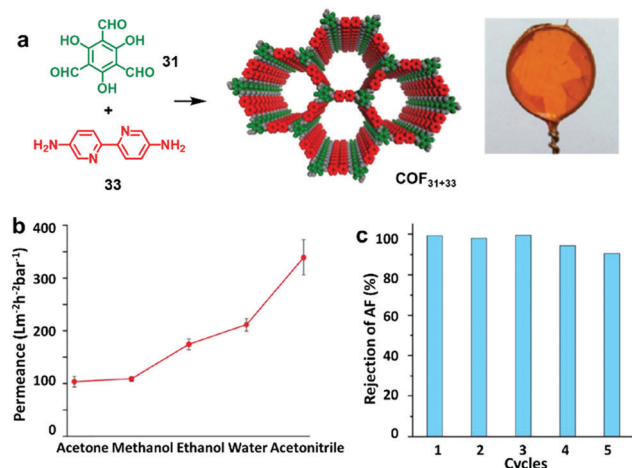 a
CHO
HO
OH
31
OHC
CHO
OH
+
H₂N
N
N
NH₂
33
COF₃₁₊₃₃
b
Permeance (Lm⁻²h⁻²bar⁻¹)
400
300
200
100
0
Acetone Methanol Ethanol Water Acetonitrile
c
Rejection of AF (%)
100
80
60
40
20
0
1 2 3 4 5
Cycles